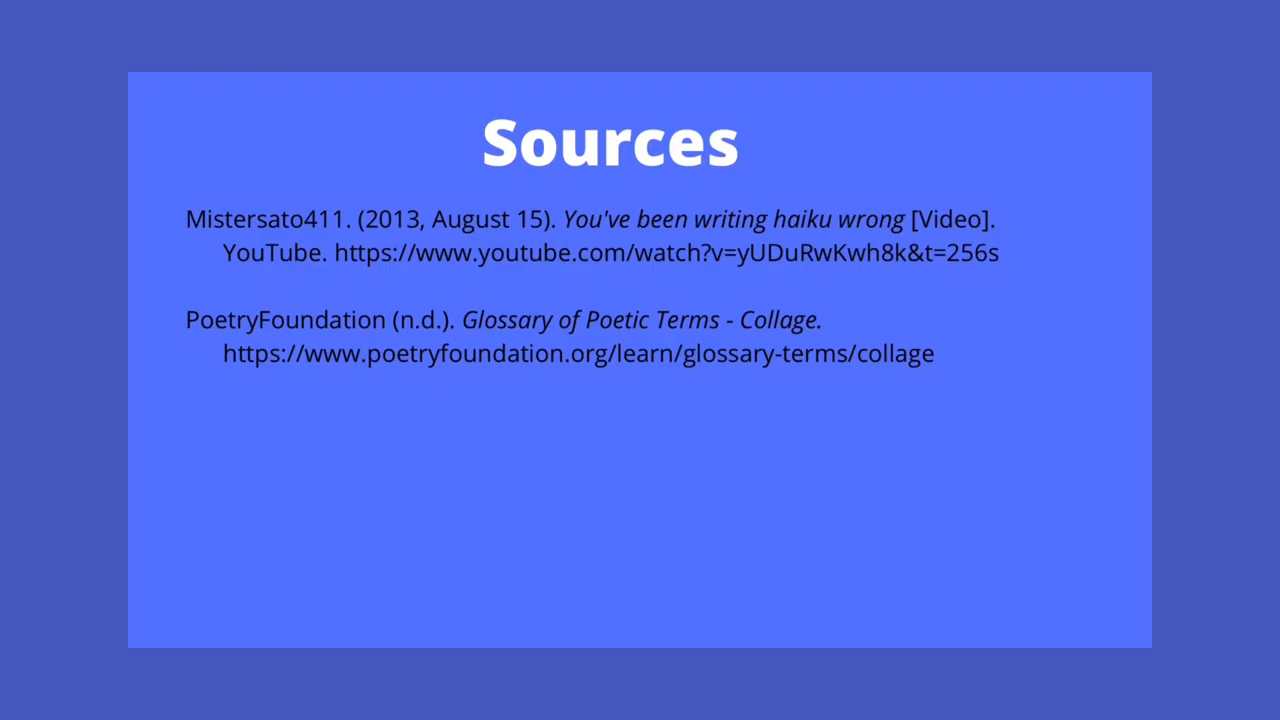 Sources
Mistersato411. (2013, August 15). You've been writing haiku wrong [Video].
YouTube. https://www.youtube.com/watch?v=yUDuRwKwh8k&t=256s
PoetryFoundation (n.d.). Glossary of Poetic Terms - Collage.
https://www.poetryfoundation.org/learn/glossary-terms/collage